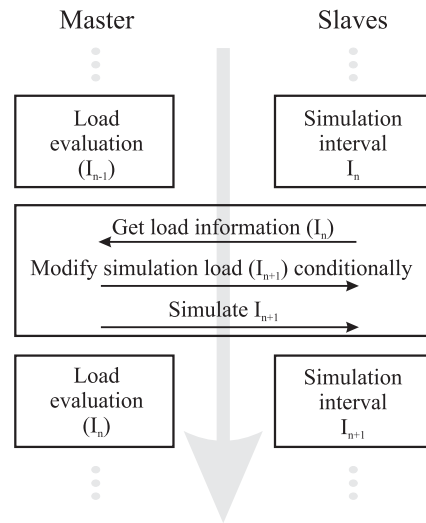 Master
Slaves
Load
evaluation
(Iₙ₋₁)
Simulation
interval
Iₙ
Get load information (Iₙ)
Modify simulation load (Iₙ₊₁) conditionally
Simulate Iₙ₊₁
Load
evaluation
(Iₙ)
Simulation
interval
Iₙ₊₁